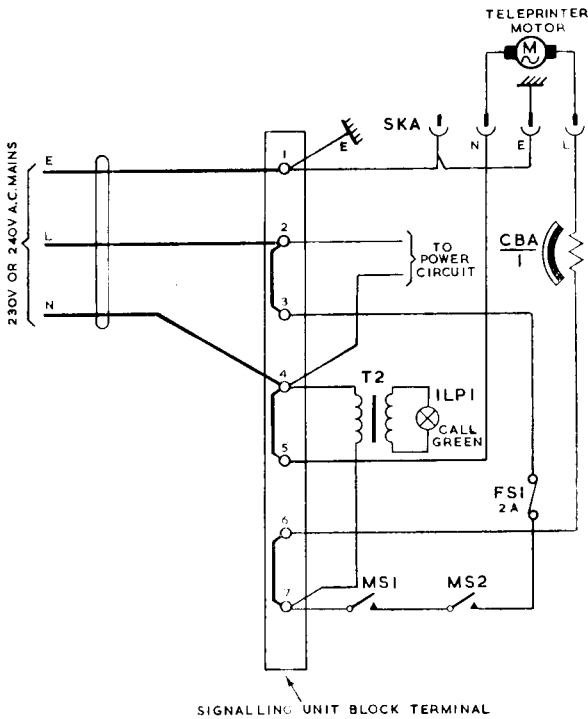 TELEPRINTER
MOTOR
M
SKA
N
E
L
E
1
E
230V OR 240V A.C. MAINS
L
2
TO
POWER
CIRCUIT
CBA
1
N
3
4
T2
1LP1
CALL
GREEN
5
FS1
2A
6
7
MS1
MS2
SIGNALLING UNIT BLOCK TERMINAL